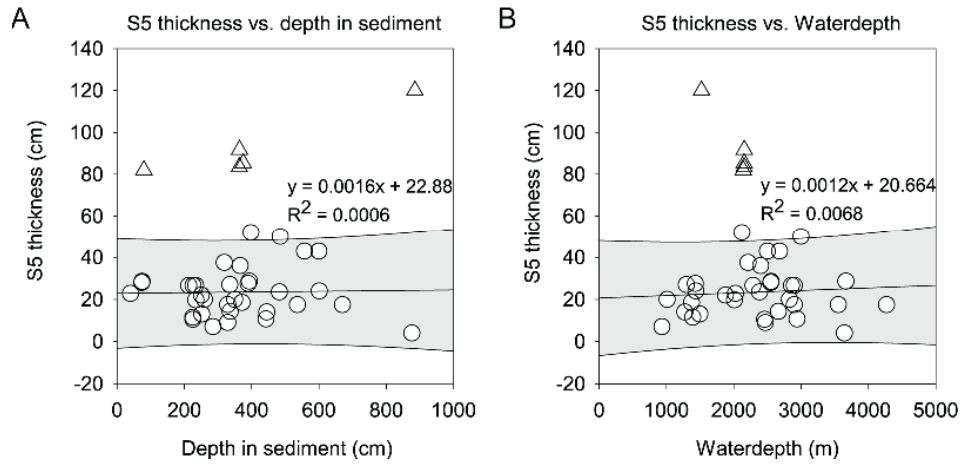 A
S5 thickness vs. depth in sediment
140
120
100
80
60
40
20
0
-20
S5 thickness (cm)
y = 0.0016x + 22.88
R2 = 0.0006
0 200 400 600 800 1000
Depth in sediment (cm)
B
S5 thickness vs. Waterdepth
140
120
100
80
60
40
20
0
-20
S5 thickness (cm)
y = 0.0012x + 20.664
R2 = 0.0068
0 1000 2000 3000 4000 5000
Waterdepth (m)